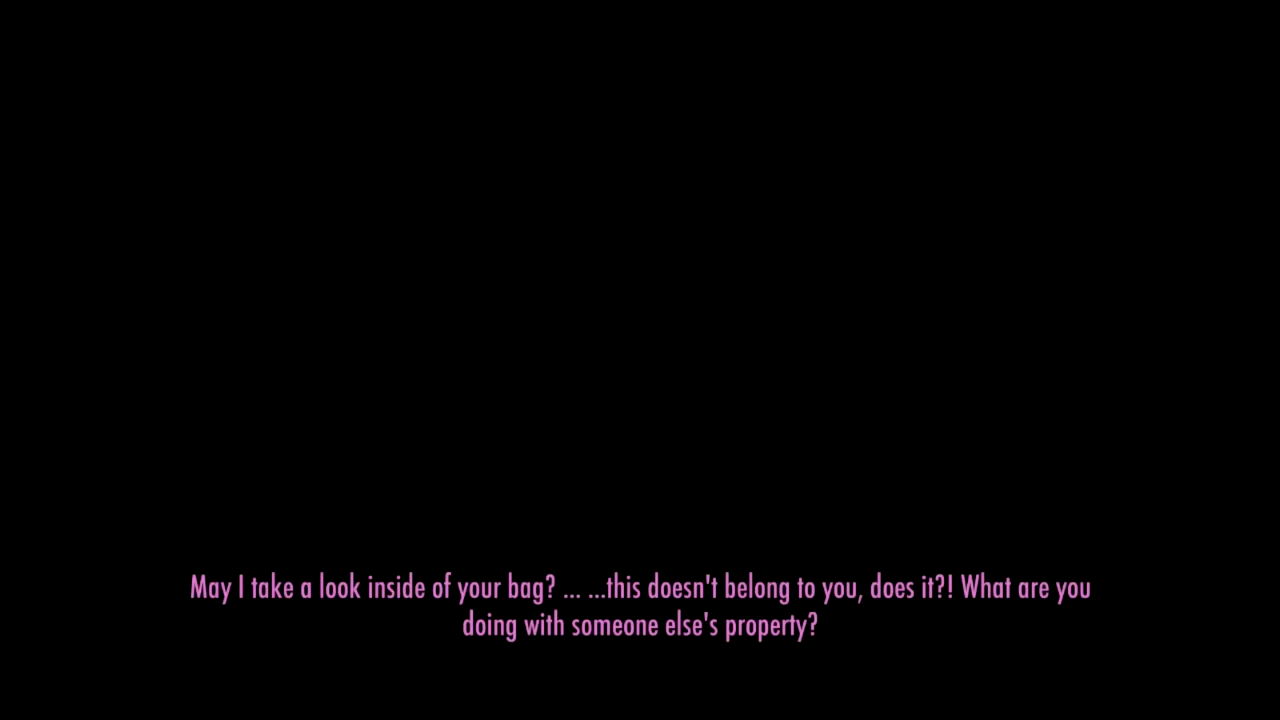 May I take a look inside of your bag? ... ...this doesn't belong to you, does it?! What are you
doing with someone else's property?